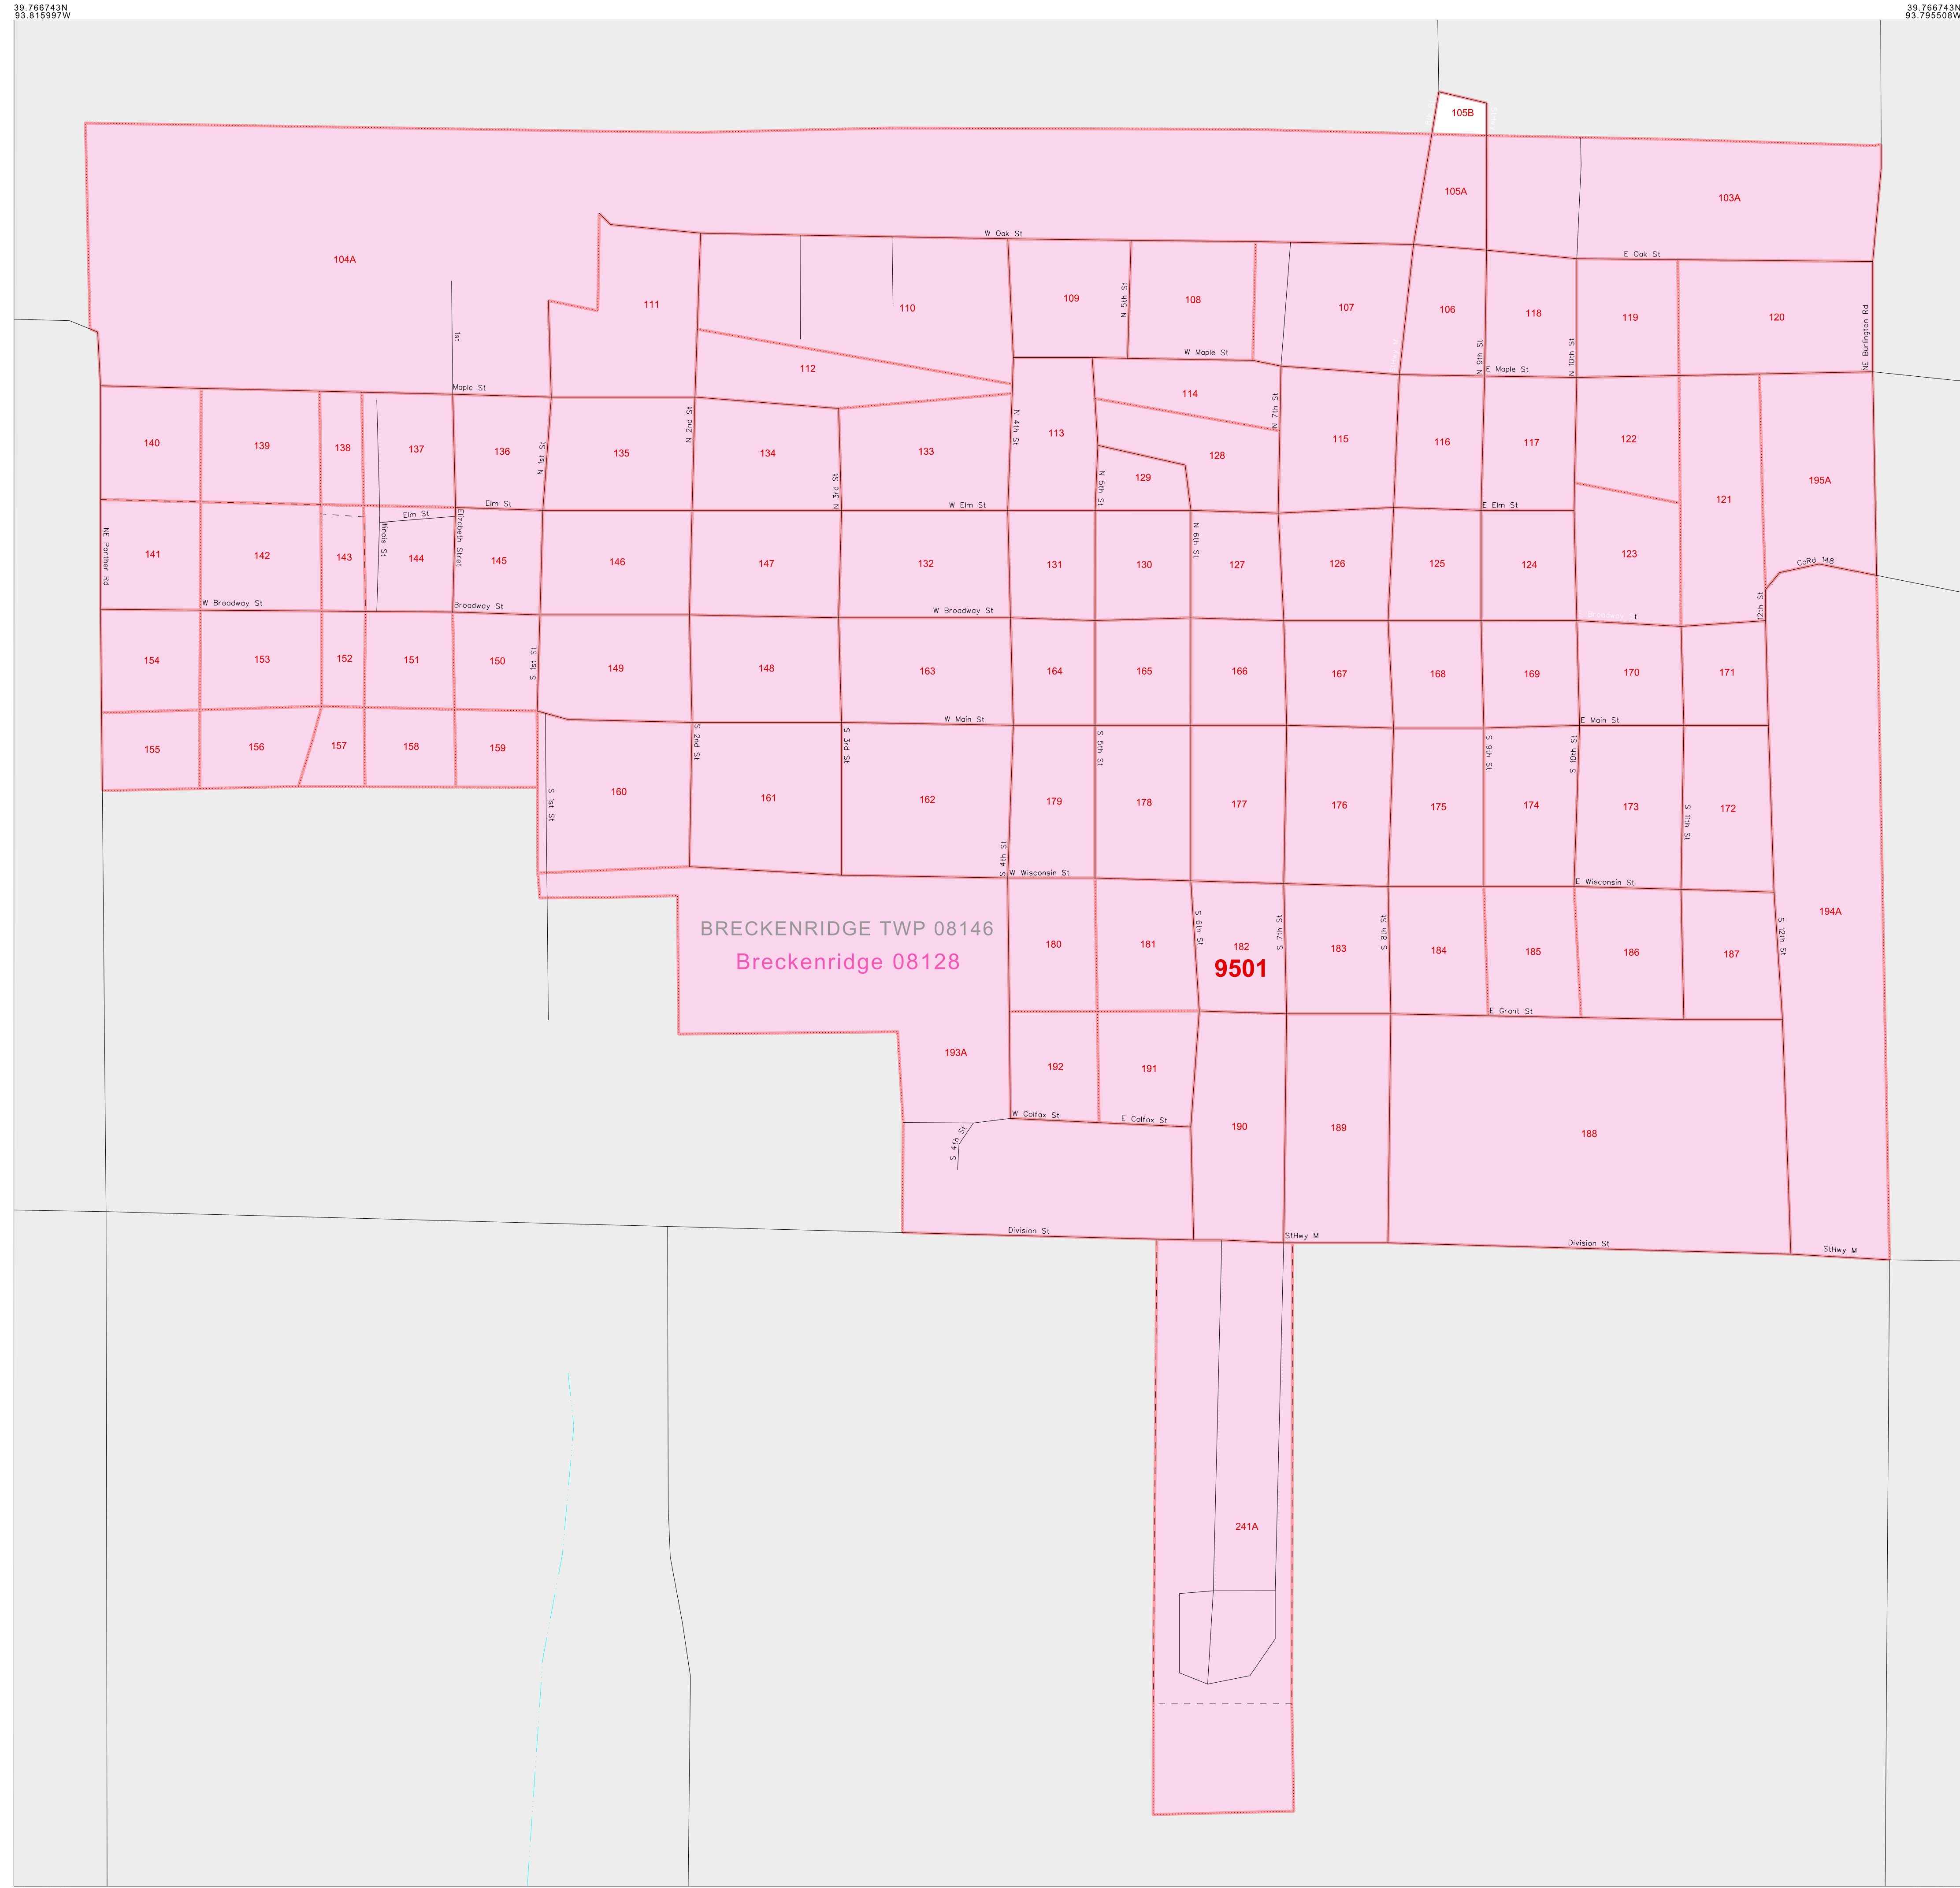 39.766743N
93.815997W
39.766743N
93.795508W
105B
105A
103A
W Oak St
E Oak St
104A
111
110
109
N 5th St
108
107
106
N 9th St
118
N 10th St
119
120
NE Burlington Rd
1st
112
W Maple St
E Maple St
Maple St
114
140
139
138
137
136
N 1st St
135
N 2nd St
134
N 3rd St
133
N 4th St
113
N 5th St
129
128
N 7th St
115
116
117
122
121
195A
Elm St
Elm St
W Elm St
E Elm St
NE Panther Rd
141
142
143
Illinois St
144
Elizabeth Stret
145
146
147
132
131
130
N 6th St
127
126
125
124
123
CoRd 148
12th St
W Broadway St
Broadway St
W Broadway St
154
153
152
151
150
S 1st St
149
148
163
164
165
166
167
168
169
170
171
W Main St
E Main St
155
156
157
158
159
S 1st St
160
S 2nd St
161
S 3rd St
162
S 4th St
179
S 5th St
178
177
176
175
S 9th St
174
S 10th St
173
S 11th St
172
W Wisconsin St
E Wisconsin St
BRECKENRIDGE TWP 08146
Breckenridge 08128
180
181
S 6th St
182
9501
S 7th St
183
S 8th St
184
185
186
187
S 12th St
194A
E Grant St
193A
192
191
W Colfax St
E Colfax St
S 4th St
190
189
188
Division St
StHwy M
Division St
StHwy M
241A